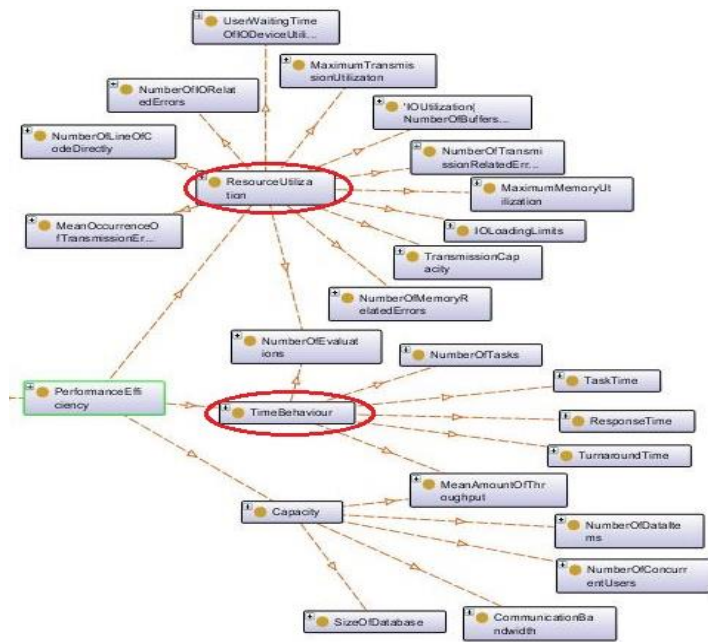 UserWaitingTime
OfIODeviceUtili...
MaximumTransmis
sionUtilizaton
NumberOfIORelat
edErrors
'IOUtilization(
NumberOfBuffers...
NumberOfLineOfC
odeDirectly
NumberOfTransmi
ssionRelatedErr...
ResourceUtiliza
tion
MaximumMemoryUt
ilization
MeanOccurrenceO
fTransmissionEr...
IOLoadingLimits
TransmissionCap
acity
NumberOfMemoryR
elatedErrors
NumberOfEvaluat
ions
NumberOfTasks
PerformanceEffi
ciency
TaskTime
TimeBehaviour
ResponseTime
TurnaroundTime
MeanAmountOfThr
oughput
Capacity
NumberOfDataIte
ms
NumberOfConcurr
entUsers
SizeOfDatabase
CommunicationBa
ndwidth